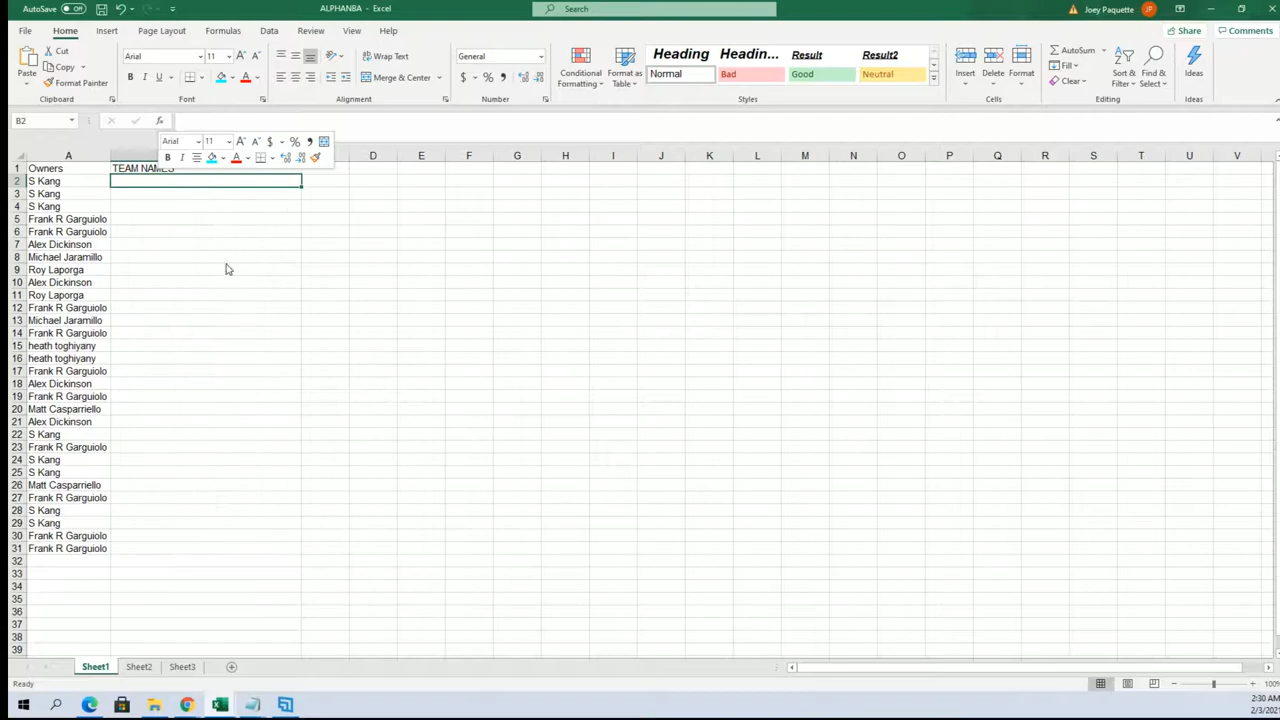 AutoSave Off ALPHANBA - Excel Search Joey Paquette JP
File Home Insert Page Layout Formulas Data Review View Help Share Comments
Paste Cut Copy Format Painter Clipboard
Arial 11 B I U Font
Wrap Text Merge & Center Alignment
General $ % Number
Conditional Formatting Format as Table
Heading Headin... Result Result2
Normal Bad Good Neutral
Styles
Insert Delete Format Cells
AutoSum Fill Clear Sort & Filter Find & Select Editing
Ideas Ideas
B2 fx
Arial 11 $ %
B I
A D E F G H I J K L M N O P Q R S T U V
1 Owners TEAM NAMES
2 S Kang
3 S Kang
4 S Kang
5 Frank R Garguiolo
6 Frank R Garguiolo
7 Alex Dickinson
8 Michael Jaramillo
9 Roy Laporga
10 Alex Dickinson
11 Roy Laporga
12 Frank R Garguiolo
13 Michael Jaramillo
14 Frank R Garguiolo
15 heath toghiyany
16 heath toghiyany
17 Frank R Garguiolo
18 Alex Dickinson
19 Frank R Garguiolo
20 Matt Casparriello
21 Alex Dickinson
22 S Kang
23 Frank R Garguiolo
24 S Kang
25 S Kang
26 Matt Casparriello
27 Frank R Garguiolo
28 S Kang
29 S Kang
30 Frank R Garguiolo
31 Frank R Garguiolo
32
33
34
35
36
37
38
39
Sheet1 Sheet2 Sheet3
Ready 100%
2:30 AM